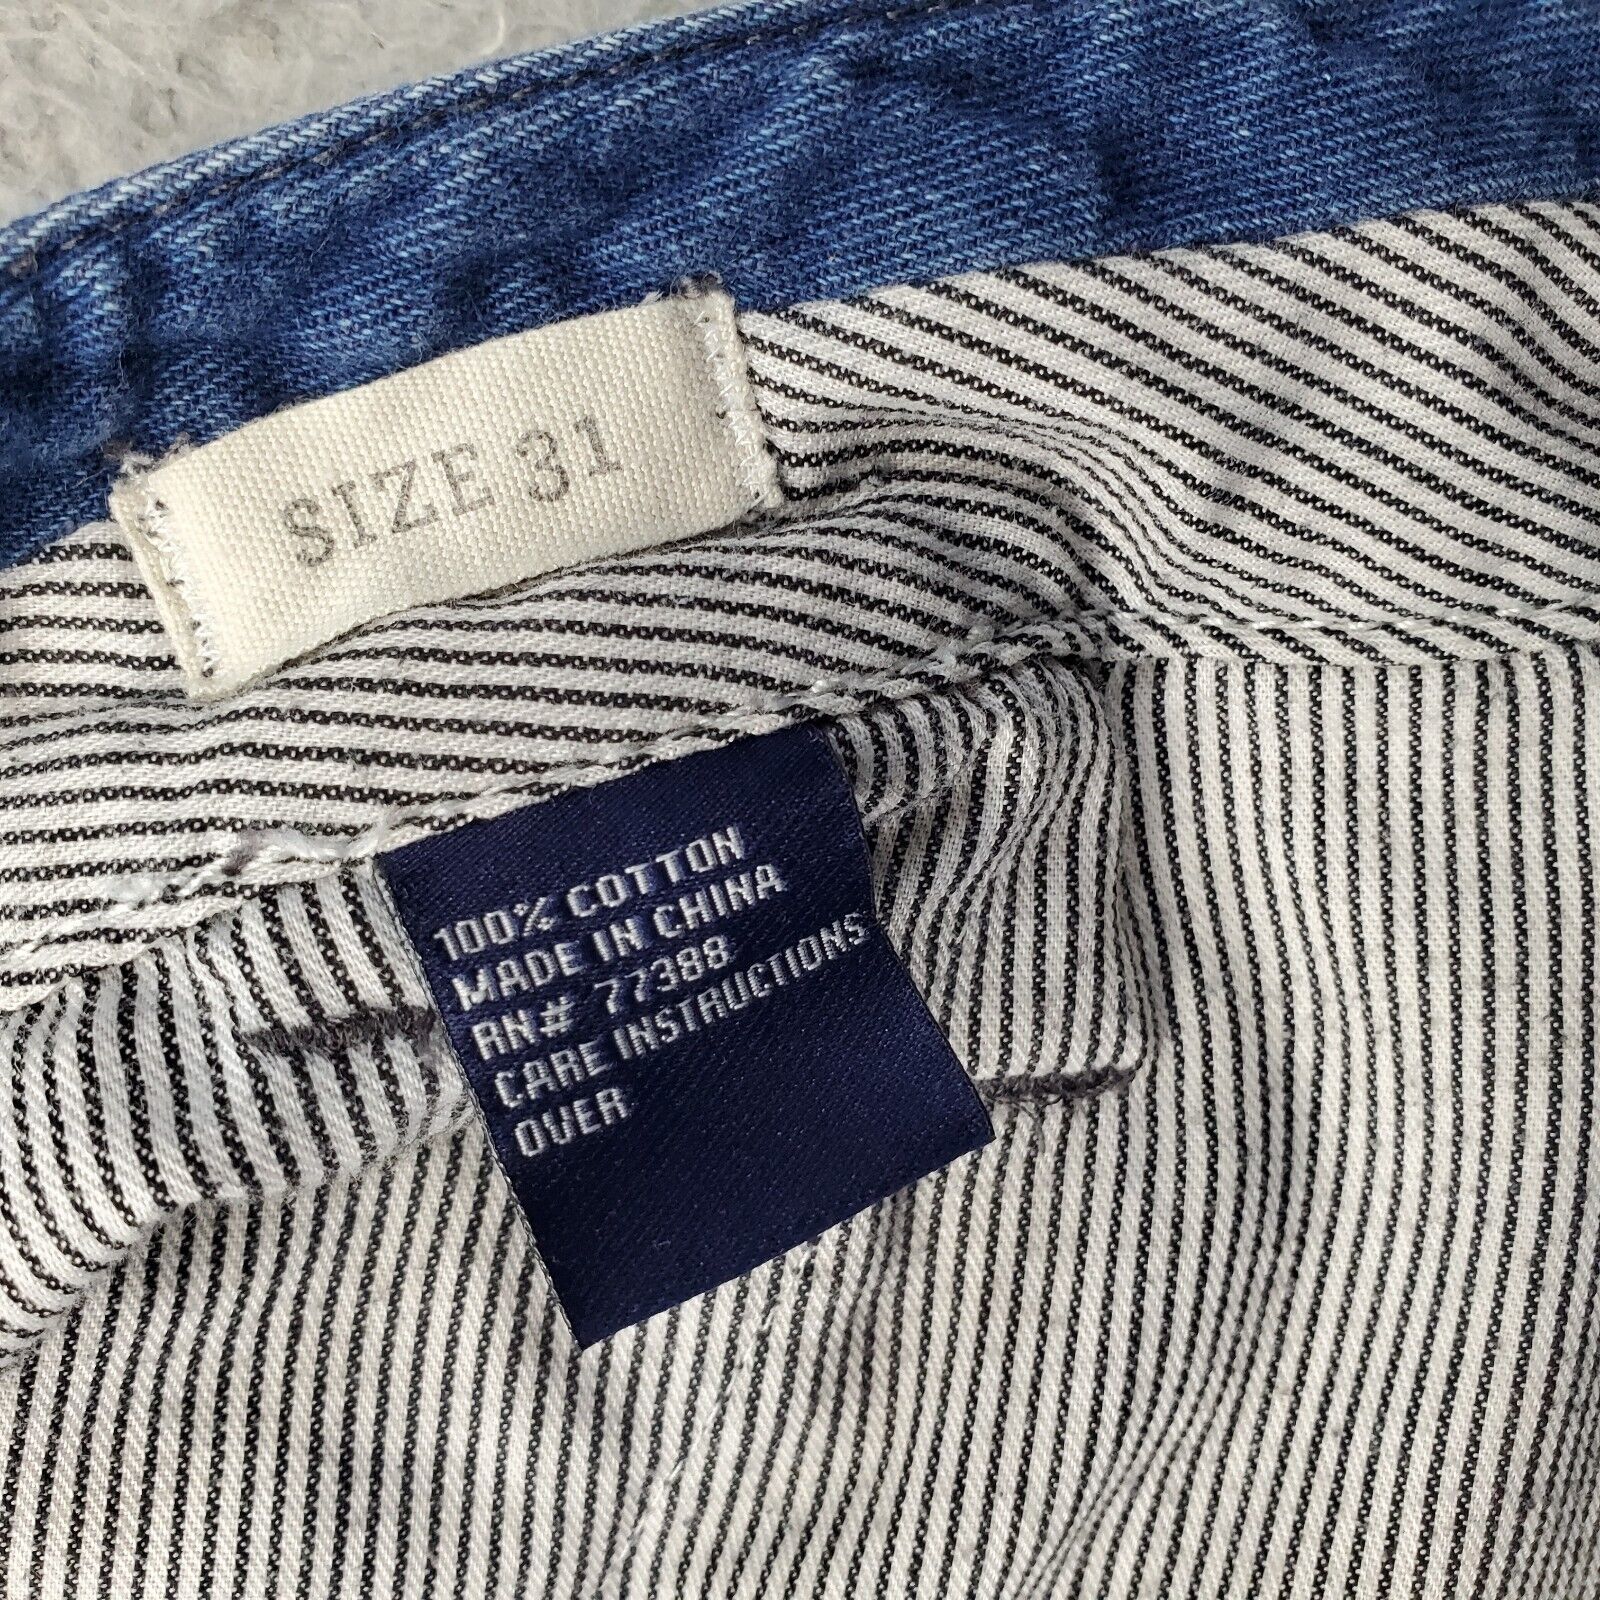 SIZE 31
100% COTTON
MADE IN CHINA
RN# 77388
CARE INSTRUCTIONS
OVER